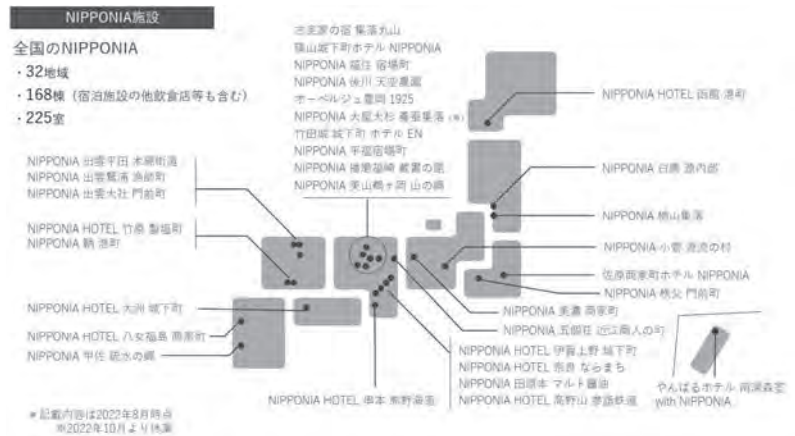 NIPPONIA施設
全国のNIPPONIA
・32地域
・168棟（宿泊施設の他飲食店等も含む）
・225室
古民家の宿 集落丸山
篠山城下町ホテル NIPPONIA
NIPPONIA 福住 宿場町
NIPPONIA 後川 天空農園
オーベルジュ豊岡 1925
NIPPONIA 大屋大杉 養蚕集落
竹田城 城下町 ホテル EN
NIPPONIA 平福宿場町
NIPPONIA 播磨福崎 蔵書の館
NIPPONIA 美山鶴ヶ岡 山の郷
NIPPONIA HOTEL 函館 港町
NIPPONIA 出雲平田 木綿街道
NIPPONIA 出雲鷺浦 漁師町
NIPPONIA 出雲大社 門前町
NIPPONIA 白鷹 源内邸
NIPPONIA 楢山集落
NIPPONIA HOTEL 竹原 製塩町
NIPPONIA 鞆 港町
NIPPONIA 小菅 源流の村
佐原商家町ホテル NIPPONIA
NIPPONIA 秩父 門前町
NIPPONIA HOTEL 大洲 城下町
NIPPONIA 美濃 商家町
NIPPONIA HOTEL 八女福島 商家町
NIPPONIA 五個荘 近江商人の町
NIPPONIA 甲佐 疏水の郷
NIPPONIA HOTEL 伊賀上野 城下町
NIPPONIA HOTEL 奈良 ならまち
NIPPONIA 田原本 マルト醤油
NIPPONIA HOTEL 高野山 参詣鉄道
NIPPONIA HOTEL 串本 熊野海道
やんばるホテル 南溟森室
with NIPPONIA
＊記載内容は2022年8月時点
※2022年10月より休業